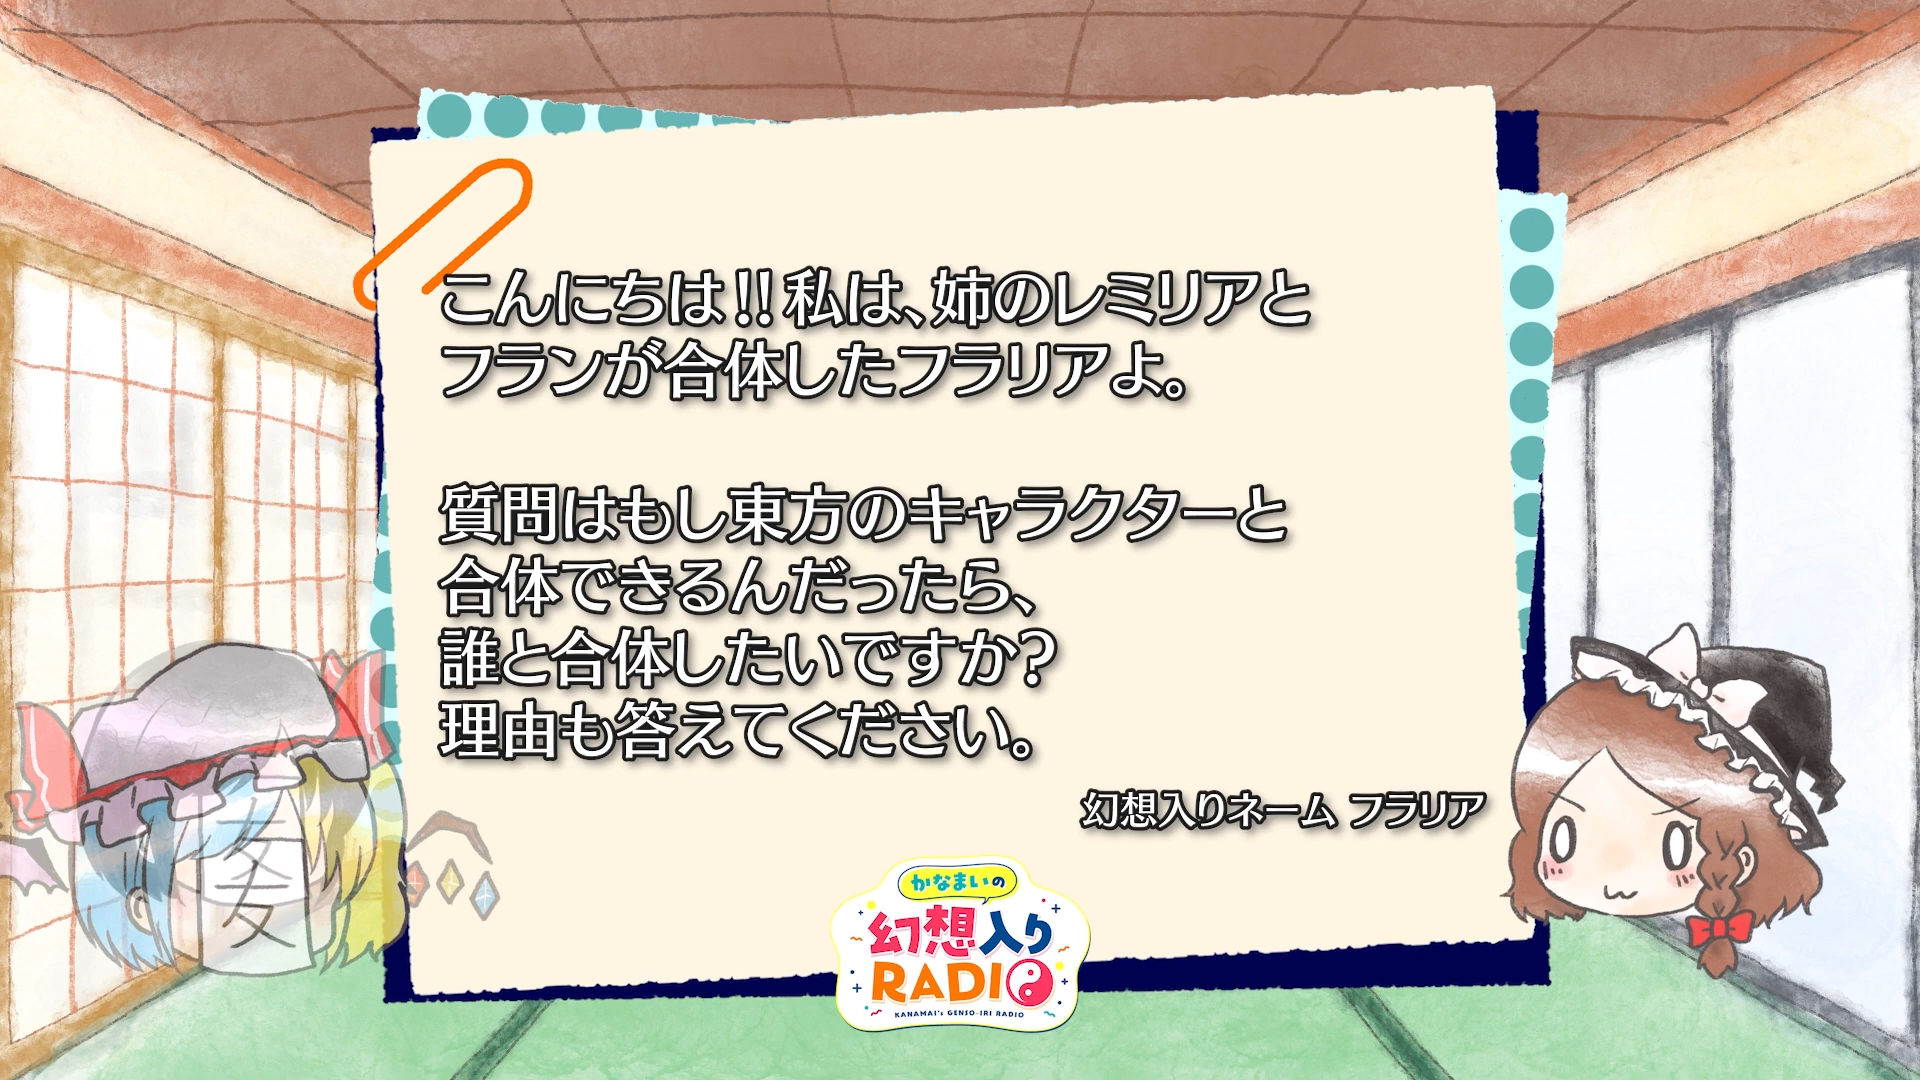 こんにちは!!私は、姉のレミリアと
フランが合体したフラリアよ。
質問はもし東方のキャラクターと
合体できるんだったら、
誰と合体したいですか?
理由も答えてください。
幻想入りネーム フラリア
かなまいの
幻想入り
RADIO
KANAMAI's GENSO-IRI RADIO